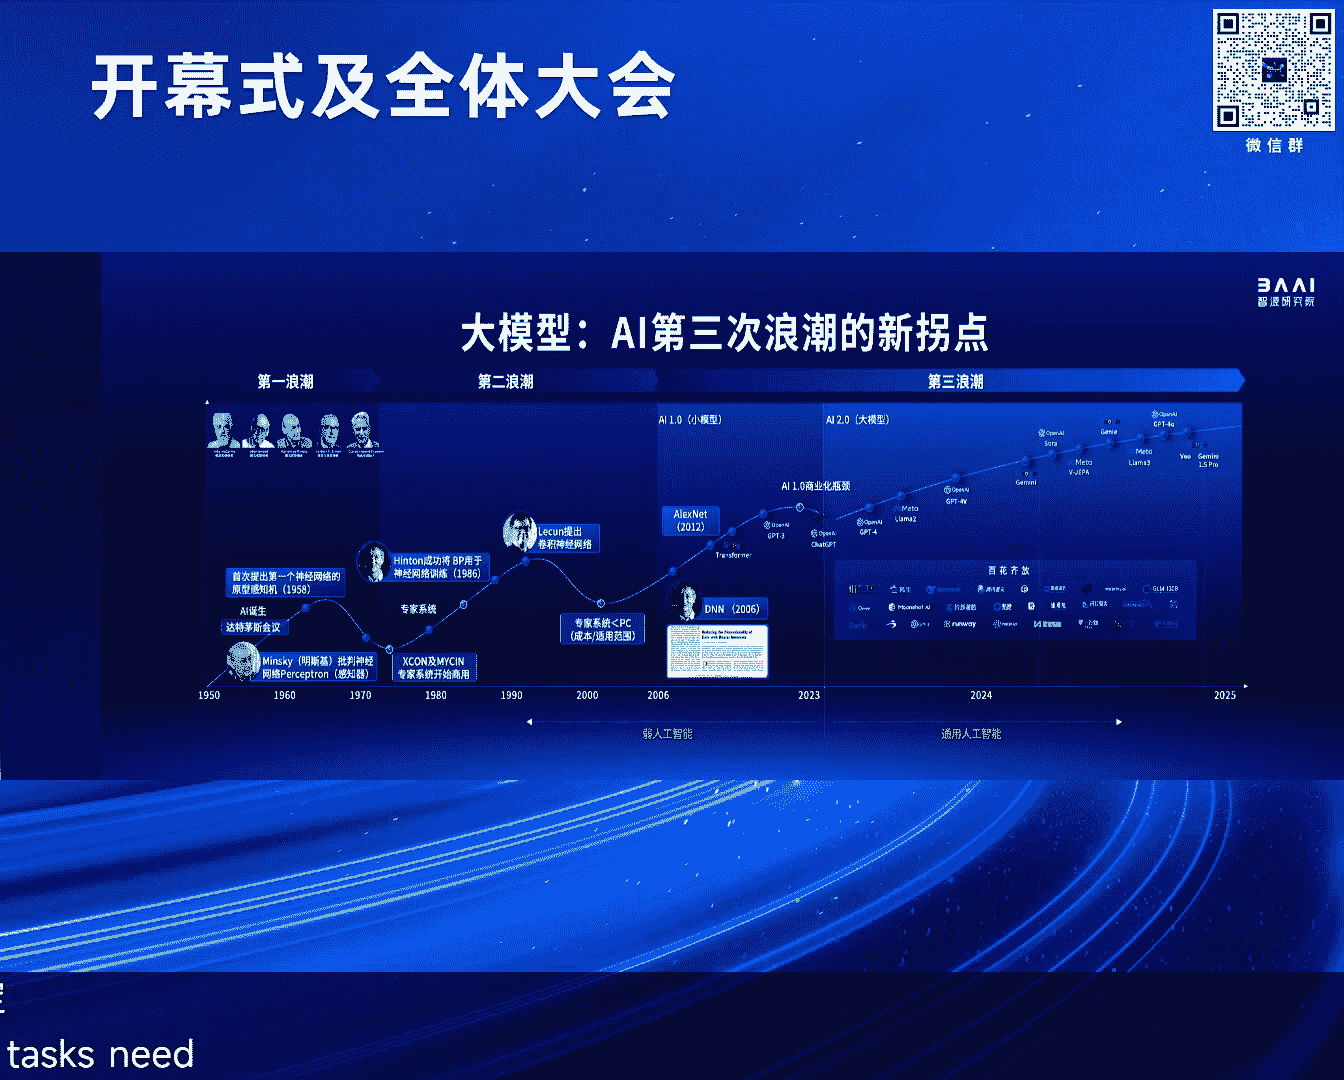 开幕式及全体大会
微信群
BAAI
智源研究院
大模型：AI第三次浪潮的新拐点
第一浪潮
第二浪潮
第三浪潮
AI 1.0（小模型）
AI 2.0（大模型）
OpenAI
GPT-4o
OpenAI
Sora
Genie
Meta
Llama3
Veo
Gemini
1.5 Pro
Meto
V-JEPA
Gemini
OpenAI
GPT-4V
Meto
Llama2
OpenAI
GPT-4
OpenAI
ChatGPT
AI 1.0商业化瓶颈
OpenAI
GPT-3
Transformer
AlexNet
（2012）
Lecun提出
卷积神经网络
Hinton成功将 BP用于
神经网络训练（1986）
首次提出第一个神经网络的
原型感知机（1958）
AI诞生
达特茅斯会议
专家系统
专家系统<PC
（成本/适用范围）
DNN（2006）
Minsky（明斯基）批判神经
网络Perceptron（感知器）
XCON及MYCIN
专家系统开始商用
百花齐放
GLM 130B
Moonshot AI
runway
1950
1960
1970
1980
1990
2000
2006
2023
2024
2025
弱人工智能
通用人工智能
tasks need